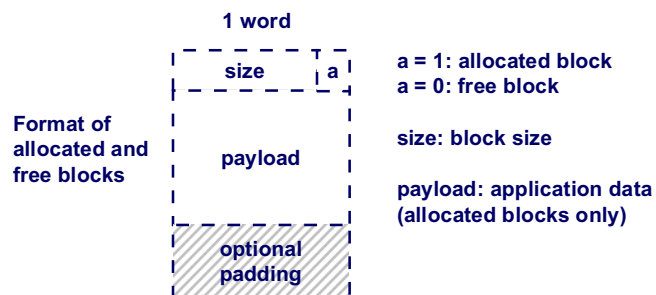 1 word
size
a
a = 1: allocated block
a = 0: free block
Format of
allocated and
free blocks
payload
size: block size
payload: application data
(allocated blocks only)
optional
padding